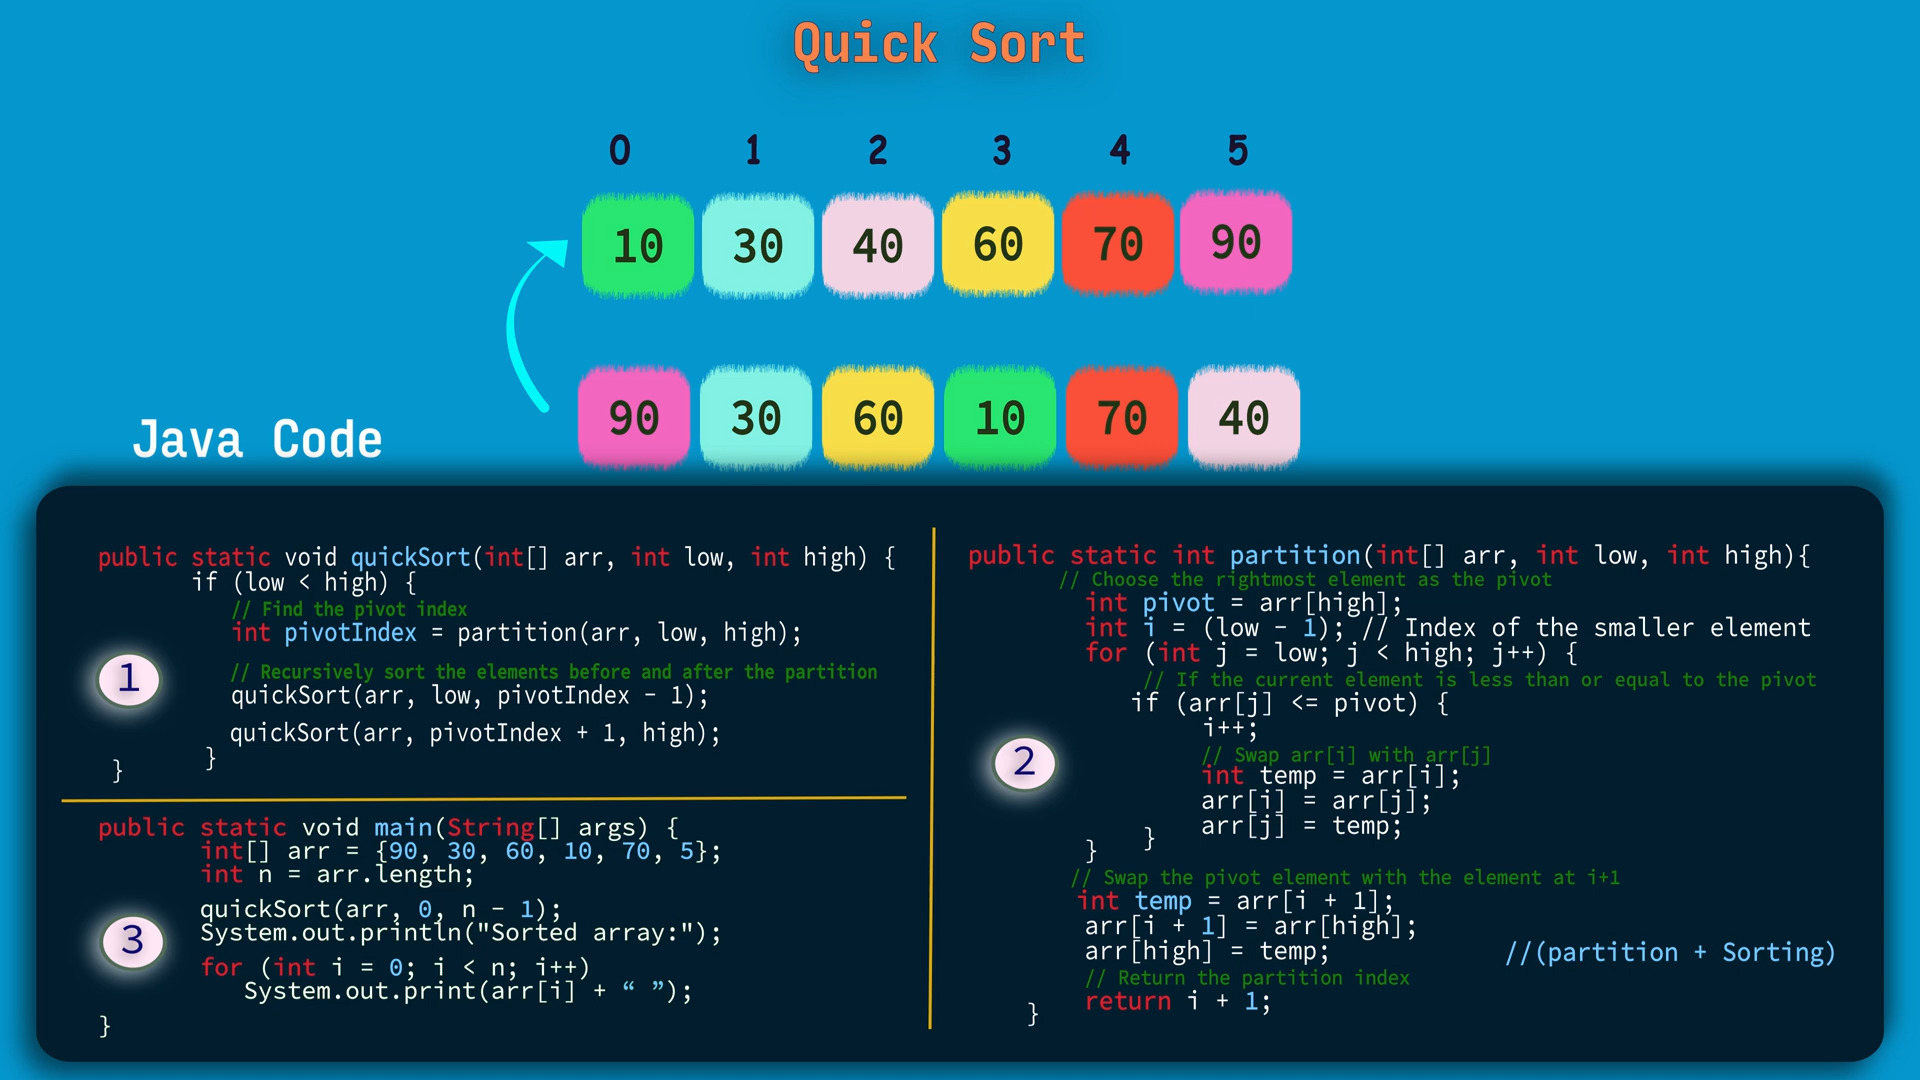 Quick Sort
0 1 2 3 4 5
10 30 40 60 70 90
90 30 60 10 70 40
Java Code
public static void quickSort(int[] arr, int low, int high) {
if (low < high) {
// Find the pivot index
int pivotIndex = partition(arr, low, high);
// Recursively sort the elements before and after the partition
quickSort(arr, low, pivotIndex - 1);
quickSort(arr, pivotIndex + 1, high);
}
}
1
public static int partition(int[] arr, int low, int high){
// Choose the rightmost element as the pivot
int pivot = arr[high];
int i = (low - 1); // Index of the smaller element
for (int j = low; j < high; j++) {
// If the current element is less than or equal to the pivot
if (arr[j] <= pivot) {
i++;
// Swap arr[i] with arr[j]
int temp = arr[i];
arr[i] = arr[j];
arr[j] = temp;
}
}
2
// Swap the pivot element with the element at i+1
int temp = arr[i + 1];
arr[i + 1] = arr[high];
arr[high] = temp;
//(partition + Sorting)
// Return the partition index
return i + 1;
}
public static void main(String[] args) {
int[] arr = {90, 30, 60, 10, 70, 5};
int n = arr.length;
quickSort(arr, 0, n - 1);
System.out.println("Sorted array:");
for (int i = 0; i < n; i++)
System.out.print(arr[i] + “ ”);
}
3